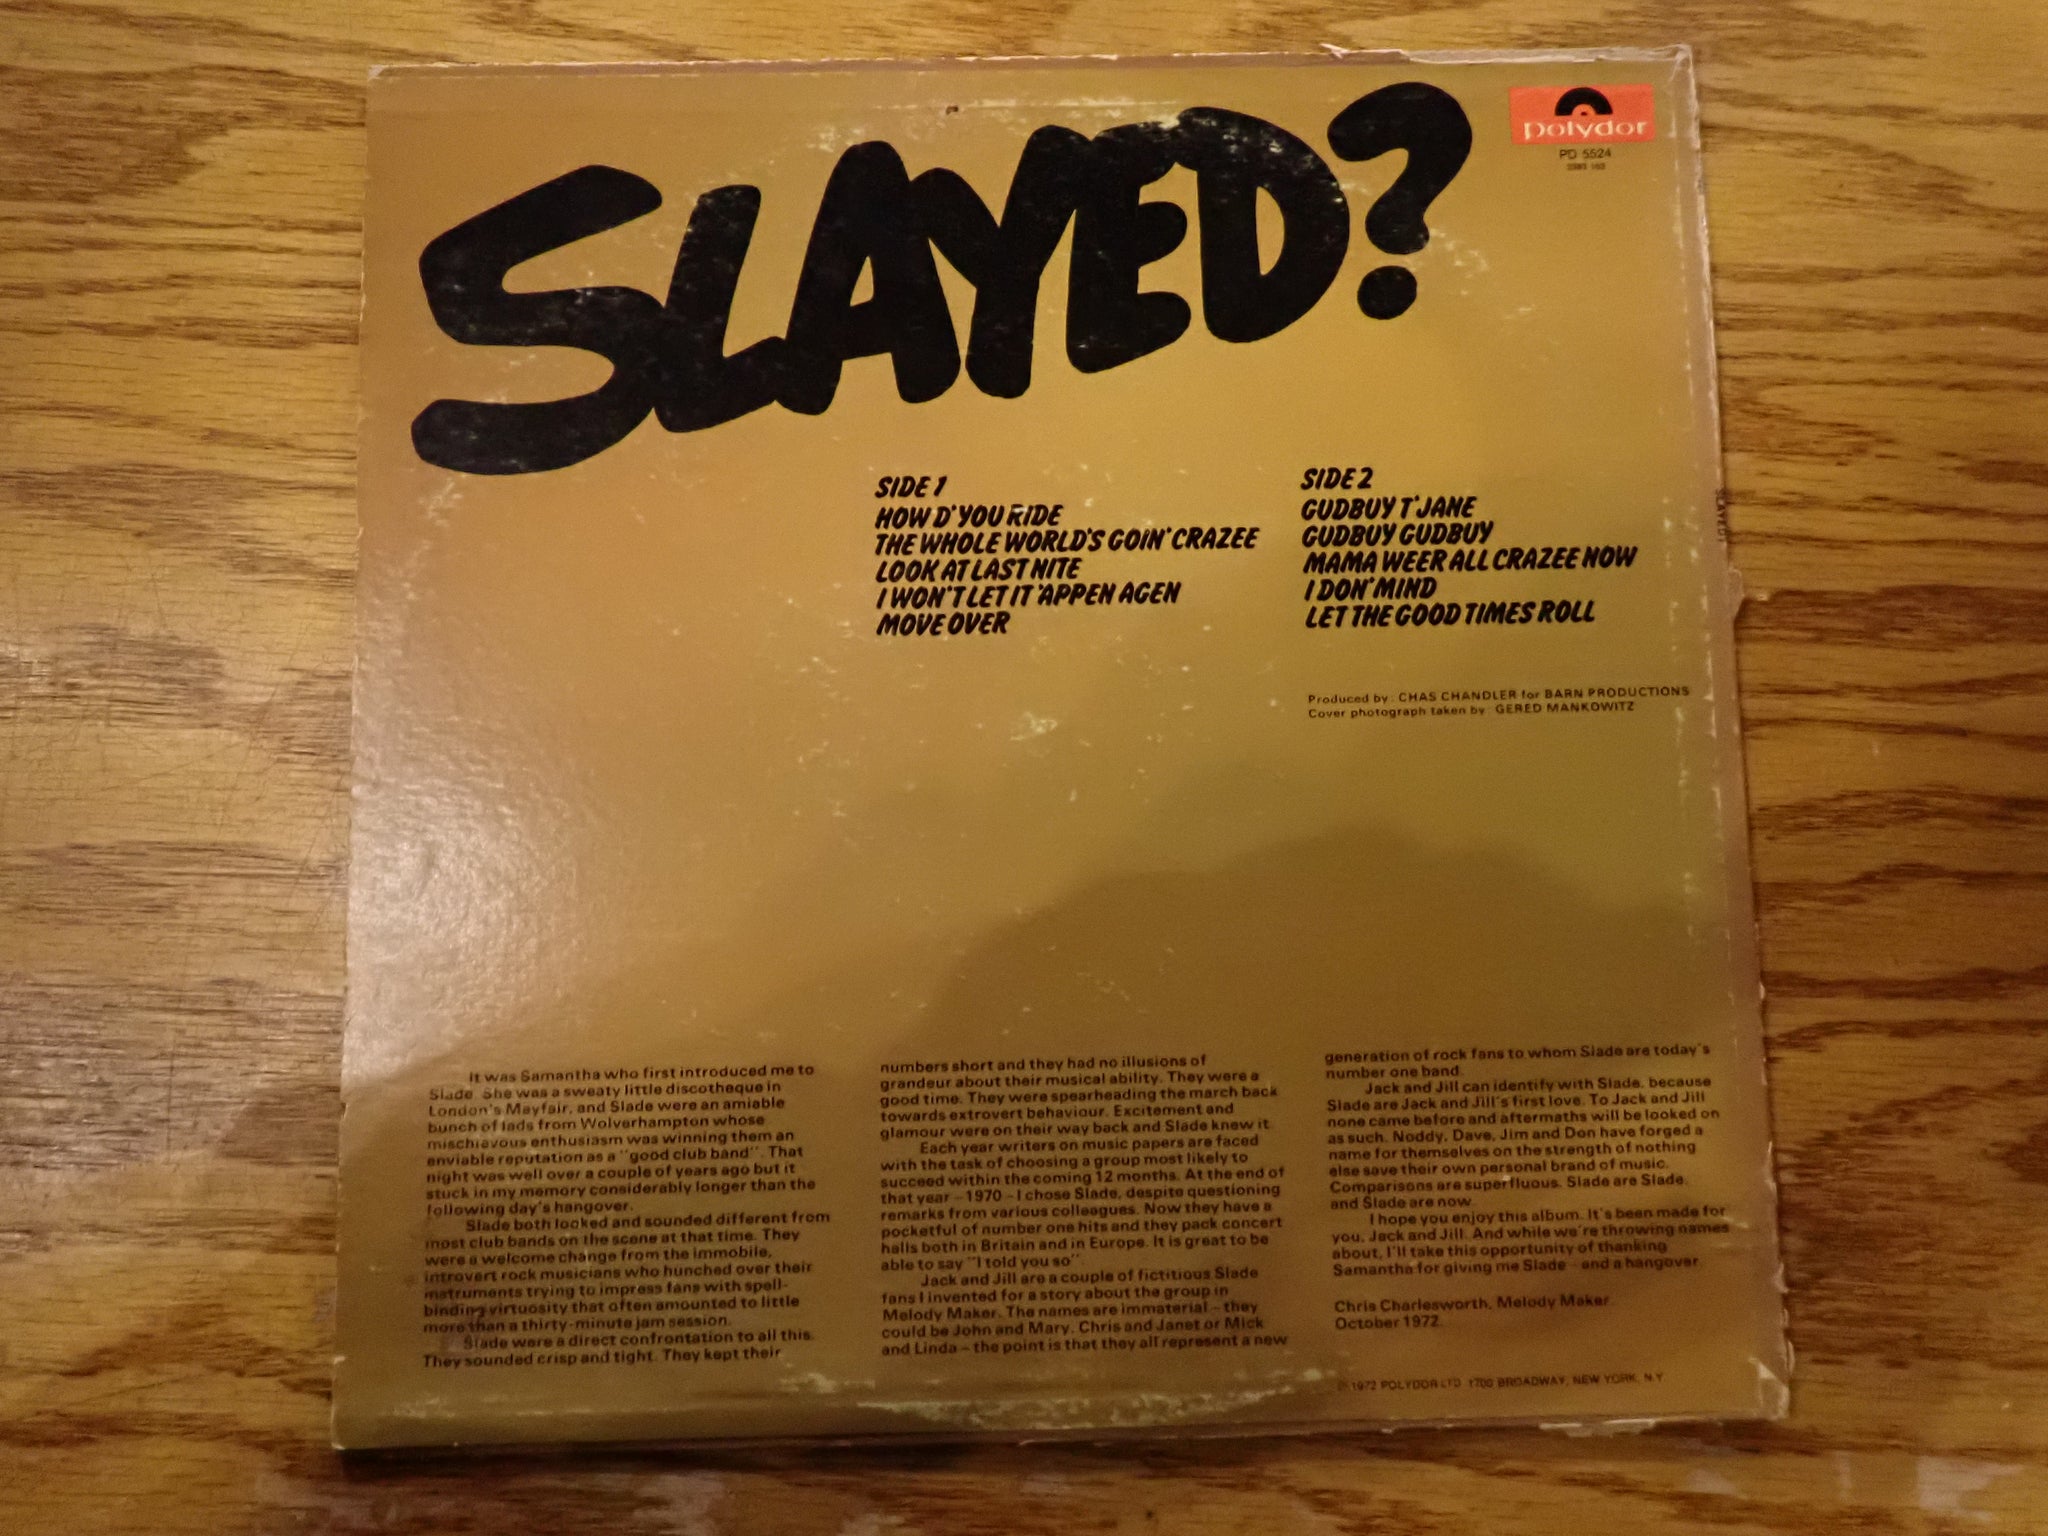 SLAYED?
polydor
PD 5524
SLAYED?
SIDE 1
HOW D'YOU RIDE
THE WHOLE WORLD'S GOIN' CRAZEE
LOOK AT LAST NITE
I WON'T LET IT 'APPEN AGEN
MOVE OVER
SIDE 2
GUDBUY T'JANE
GUDBUY GUDBUY
MAMA WEER ALL CRAZEE NOW
I DON' MIND
LET THE GOOD TIMES ROLL
Produced by: CHAS CHANDLER for BARN PRODUCTIONS
Cover photograph taken by: GERED MANKOWITZ
It was Samantha who first introduced me to
Slade. She was a sweaty little discotheque in
London's Mayfair, and Slade were an amiable
bunch of lads from Wolverhampton whose
mischievous enthusiasm was winning them an
enviable reputation as a "good club band". That
night was well over a couple of years ago but it
stuck in my memory considerably longer than the
following day's hangover.
Slade both looked and sounded different from
most club bands on the scene at that time. They
were a welcome change from the immobile,
introvert rock musicians who hunched over their
instruments trying to impress fans with spell-
binding virtuosity that often amounted to little
more than a thirty-minute jam session.
Slade were a direct confrontation to all this.
They sounded crisp and tight. They kept their
numbers short and they had no illusions of
grandeur about their musical ability. They were a
good time. They were spearheading the march back
towards extrovert behaviour. Excitement and
glamour were on their way back and Slade knew it.
Each year writers on music papers are faced
with the task of choosing a group most likely to
succeed within the coming 12 months. At the end of
that year – 1970 – I chose Slade, despite questioning
remarks from various colleagues. Now they have a
pocketful of number one hits and they pack concert
halls both in Britain and in Europe. It is great to be
able to say "I told you so".
Jack and Jill are a couple of fictitious Slade
fans I invented for a story about the group in
Melody Maker. The names are immaterial – they
could be John and Mary, Chris and Janet or Mick
and Linda – the point is that they all represent a new
generation of rock fans to whom Slade are today's
number one band.
Jack and Jill can identify with Slade, because
Slade are Jack and Jill's first love. To Jack and Jill
none came before and aftermaths will be looked on
as such. Noddy, Dave, Jim and Don have forged a
name for themselves on the strength of nothing
else save their own personal brand of music.
Comparisons are superfluous. Slade are Slade,
and Slade are now.
I hope you enjoy this album. It's been made for
you, Jack and Jill. And while we're throwing names
about, I'll take this opportunity of thanking
Samantha for giving me Slade – and a hangover.
Chris Charlesworth, Melody Maker.
October 1972.
1972 POLYDOR LTD. 1700 BROADWAY, NEW YORK, N.Y.